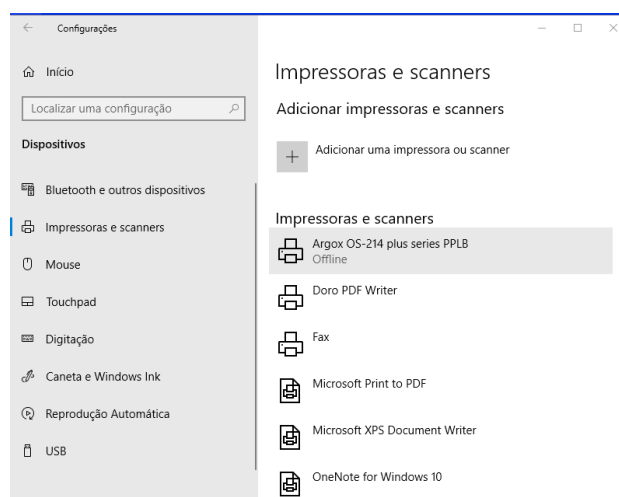 Configurações
Início
Localizar uma configuração
Dispositivos
Bluetooth e outros dispositivos
Impressoras e scanners
Mouse
Touchpad
Digitação
Caneta e Windows Ink
Reprodução Automática
USB
Impressoras e scanners
Adicionar impressoras e scanners
Adicionar uma impressora ou scanner
Impressoras e scanners
Argox OS-214 plus series PPLB
Offline
Doro PDF Writer
Fax
Microsoft Print to PDF
Microsoft XPS Document Writer
OneNote for Windows 10